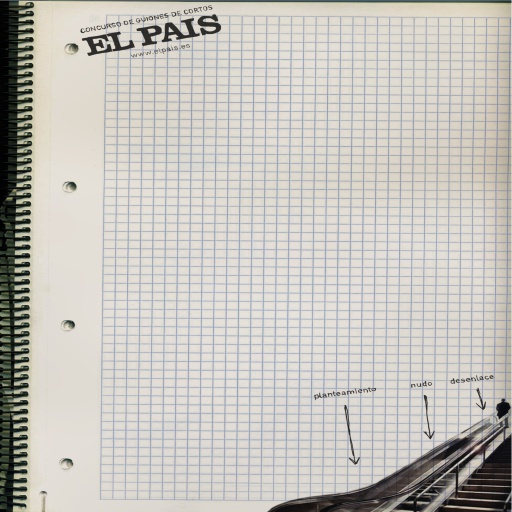 CONCURSO DE GUIONES DE CORTOS
EL PAIS
www.elpais.es
planteamiento
nudo
desenlace